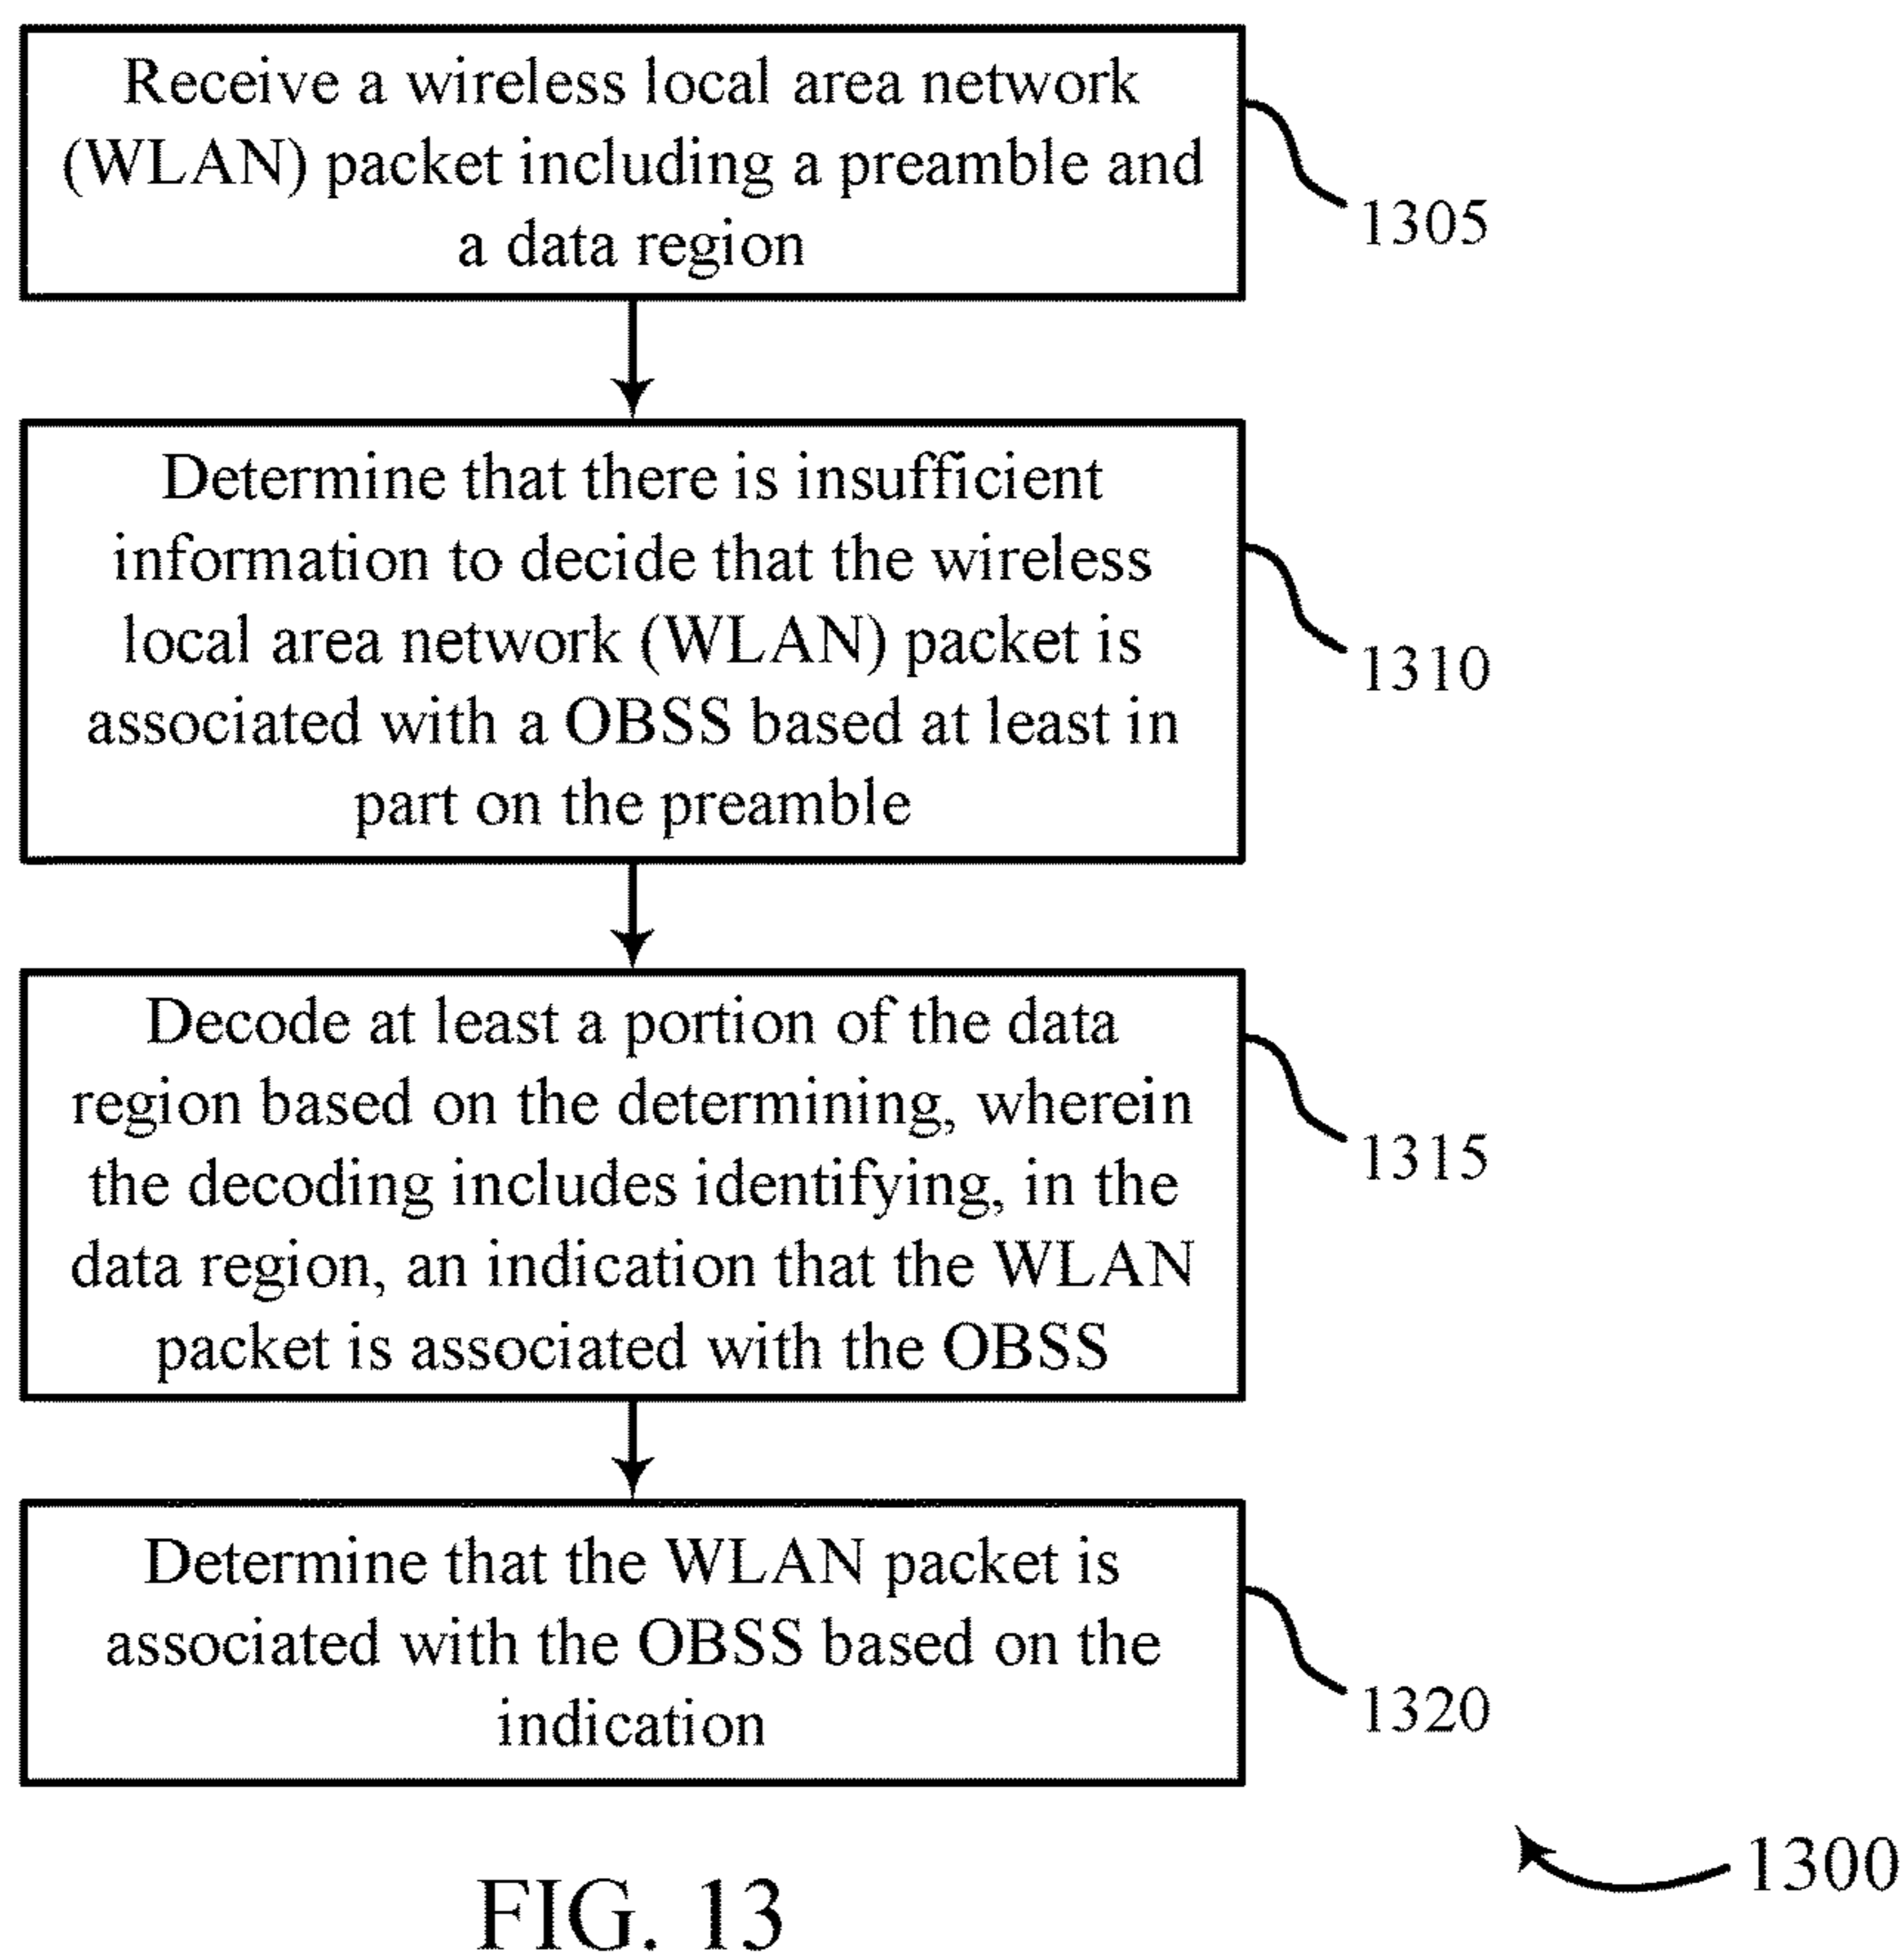 Receive a wireless local area network
(WLAN) packet including a preamble and
a data region
1305
Determine that there is insufficient
information to decide that the wireless
local area network (WLAN) packet is
associated with a OBSS based at least in
part on the preamble
1310
Decode at least a portion of the data
region based on the determining, wherein
the decoding includes identifying, in the
data region, an indication that the WLAN
packet is associated with the OBSS
1315
Determine that the WLAN packet is
associated with the OBSS based on the
indication
1320
1300
FIG. 13